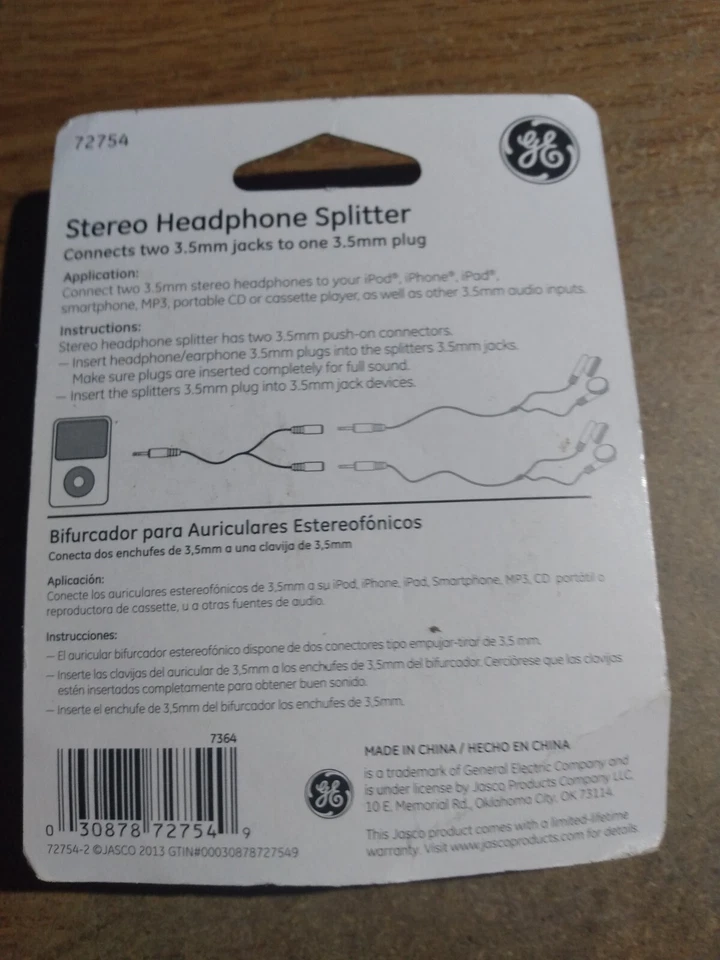 72754
GE
Stereo Headphone Splitter
Connects two 3.5mm jacks to one 3.5mm plug
Application:
Connect two 3.5mm stereo headphones to your iPod®, iPhone®, iPad®,
smartphone, MP3, portable CD or cassette player, as well as other 3.5mm audio inputs.
Instructions:
Stereo headphone splitter has two 3.5mm push-on connectors.
— Insert headphone/earphone 3.5mm plugs into the splitters 3.5mm jacks.
Make sure plugs are inserted completely for full sound.
— Insert the splitters 3.5mm plug into 3.5mm jack devices.
Bifurcador para Auriculares Estereofónicos
Conecta dos enchufes de 3,5mm a una clavija de 3,5mm
Aplicación:
Conecte los auriculares estereofónicos de 3,5mm a su iPod, iPhone, iPad, Smartphone, MP3, CD portátil o
reproductora de cassette, u a otras fuentes de audio.
Instrucciones:
— El auricular bifurcador estereofónico dispone de dos conectores tipo empujar-tirar de 3,5 mm.
— Inserte las clavijas del auricular de 3,5mm a los enchufes de 3,5mm del bifurcador. Cerciórese que las clavijas
estén insertadas completamente para obtener buen sonido.
— Inserte el enchufe de 3,5mm del bifurcador los enchufes de 3,5mm.
7364
0 30878 72754 9
72754-2 ©JASCO 2013 GTIN#00030878727549
MADE IN CHINA / HECHO EN CHINA
GE is a trademark of General Electric Company and
is under license by Jasco Products Company LLC,
10 E. Memorial Rd., Oklahoma City, OK 73114.
This Jasco product comes with a limited-lifetime
warranty. Visit www.jascoproducts.com for details.